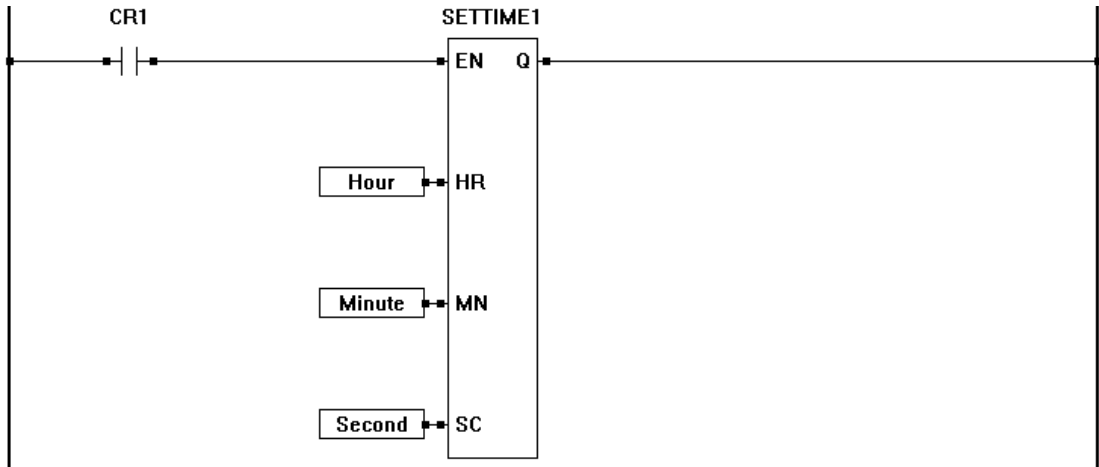 CR1 SETTIME1
EN Q
Hour HR
Minute MN
Second SC